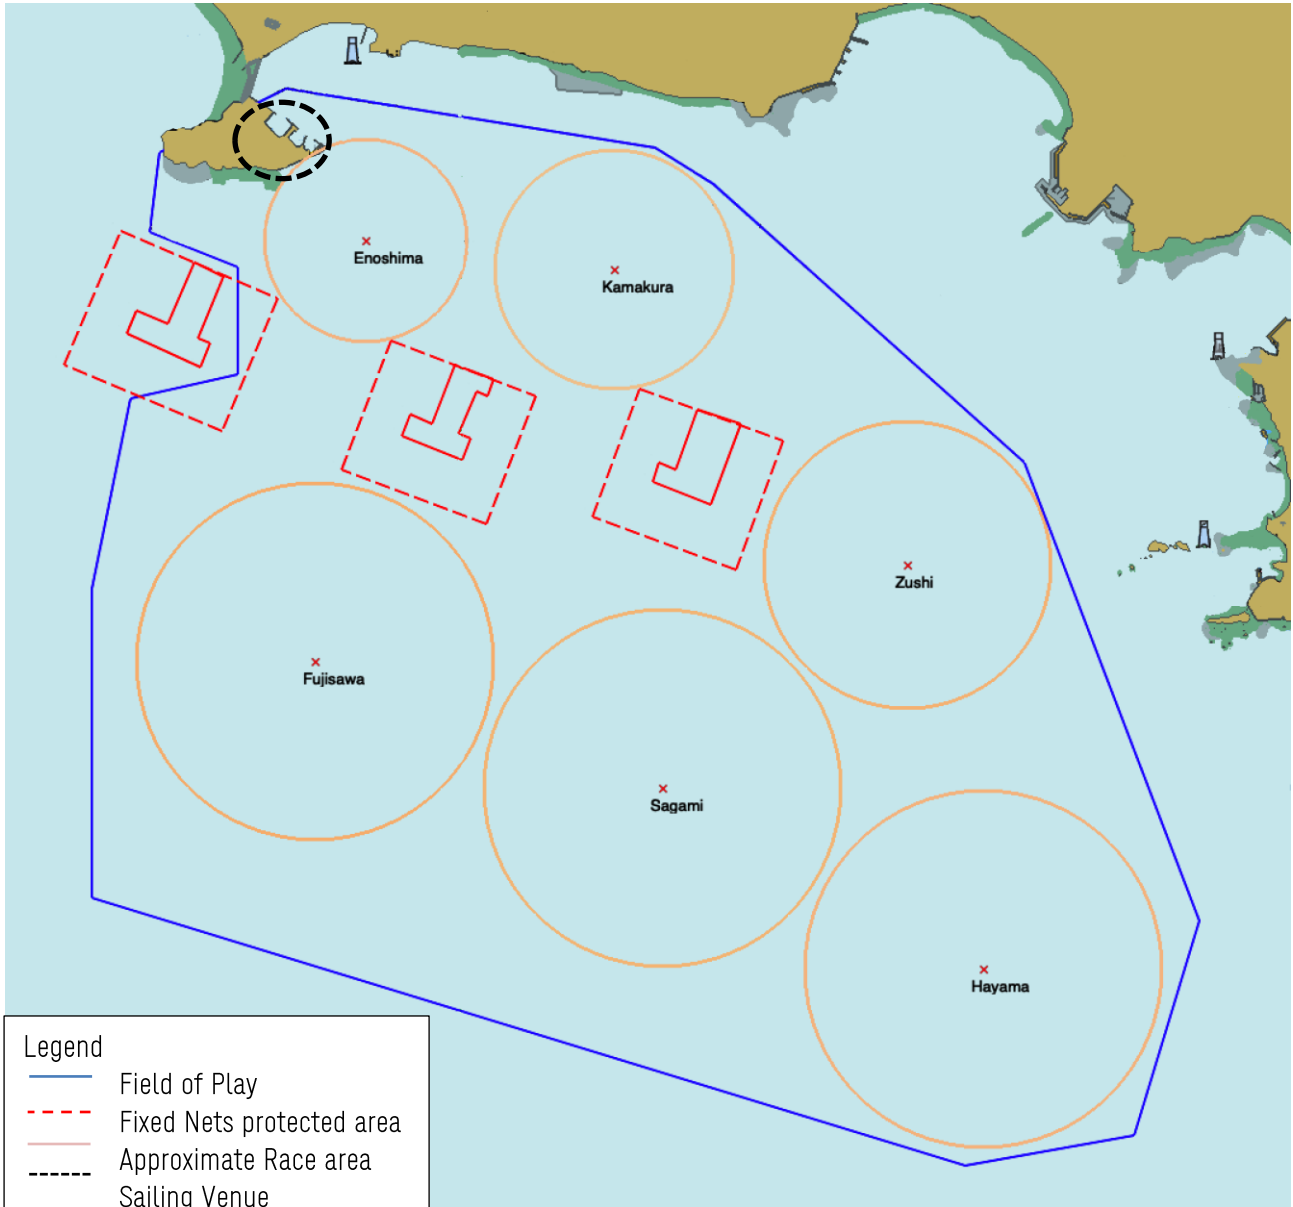 Enoshima
Kamakura
Zushi
Fujisawa
Sagami
Hayama
Legend
Field of Play
Fixed Nets protected area
Approximate Race area
Sailing Venue